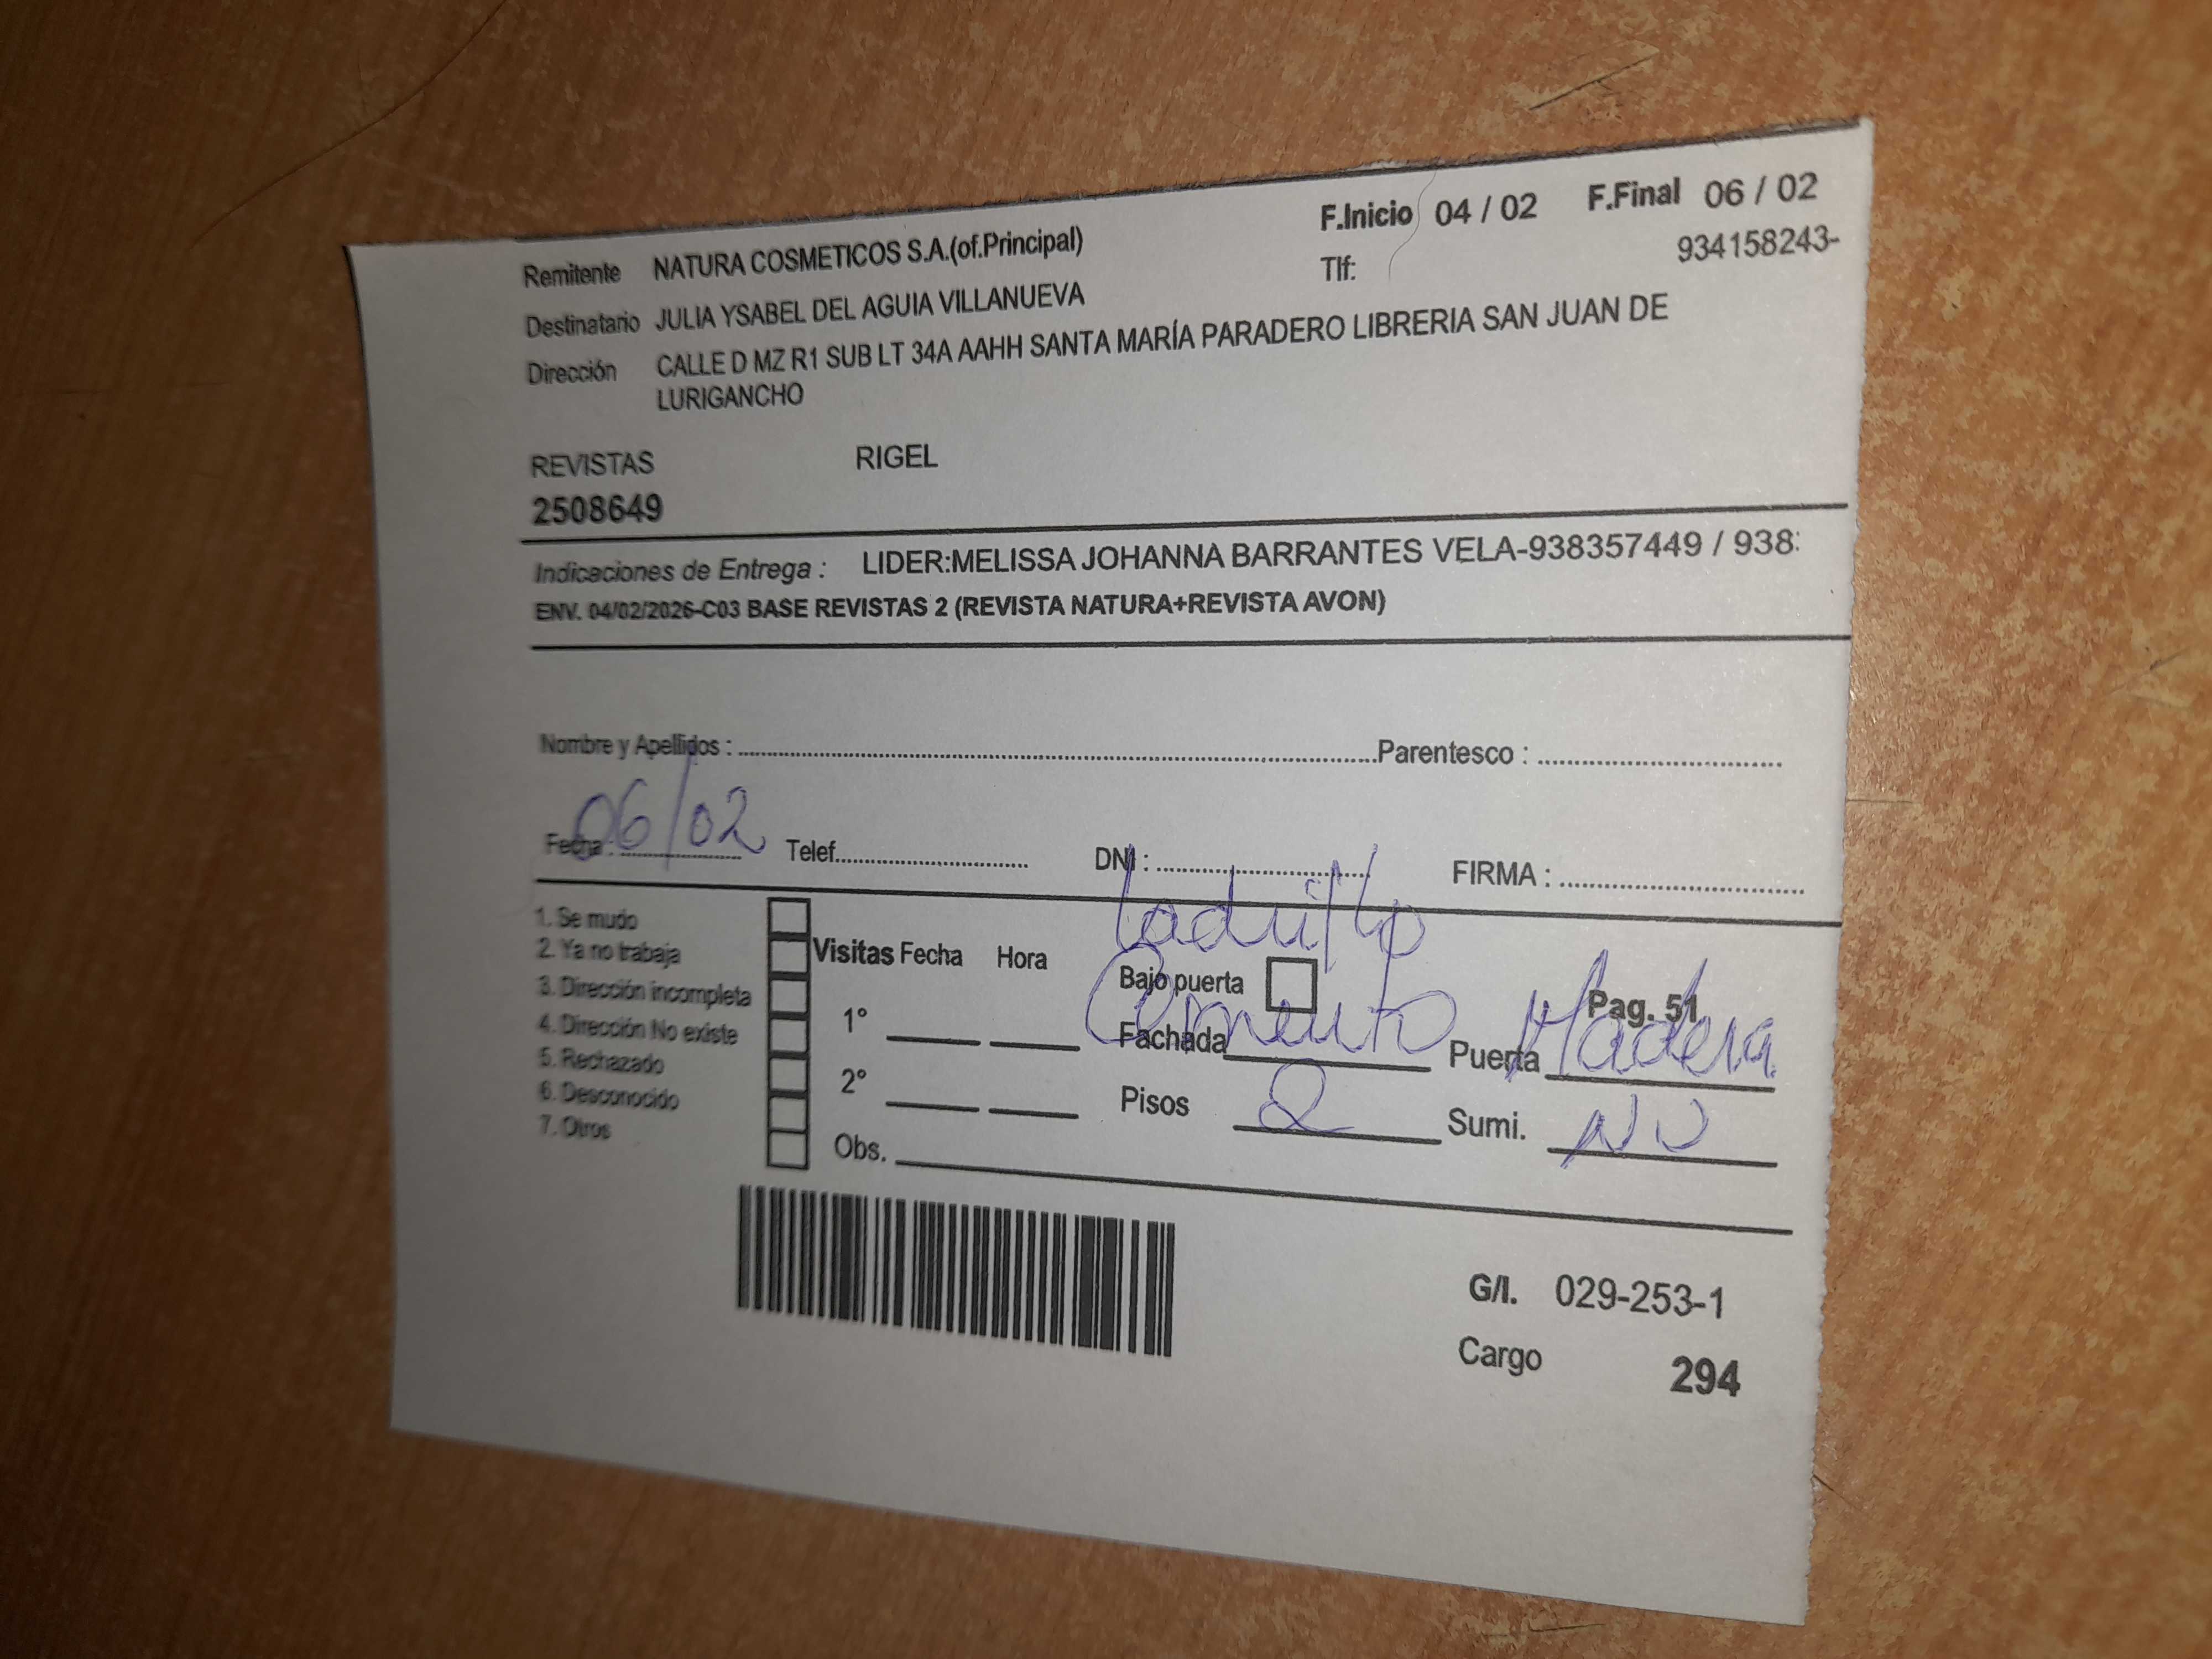 F.Inicio 04 / 02 F.Final 06 / 02
Remitente NATURA COSMETICOS S.A.(of.Principal) Tlf: 934158243-
Destinatario JULIA YSABEL DEL AGUIA VILLANUEVA
Dirección CALLE D MZ R1 SUB LT 34A AAHH SANTA MARÍA PARADERO LIBRERIA SAN JUAN DE
LURIGANCHO
REVISTAS RIGEL
2508649
Indicaciones de Entrega : LIDER:MELISSA JOHANNA BARRANTES VELA-938357449 / 938
ENV. 04/02/2026-C03 BASE REVISTAS 2 (REVISTA NATURA+REVISTA AVON)
Nombre y Apellidos : Parentesco :
Fecha : 06/02 Telef. DNI : FIRMA :
Ladrillo
1. Se mudo
2. Ya no trabaja
3. Dirección incompleta
4. Dirección No existe
5. Rechazado
6. Desconocido
7. Otros
Visitas Fecha Hora
1°
2°
Obs.
Bajo puerta Pag. 51
Fachada Cemento Puerta Madera
Pisos 2 Sumi. NO
G/I. 029-253-1
Cargo 294